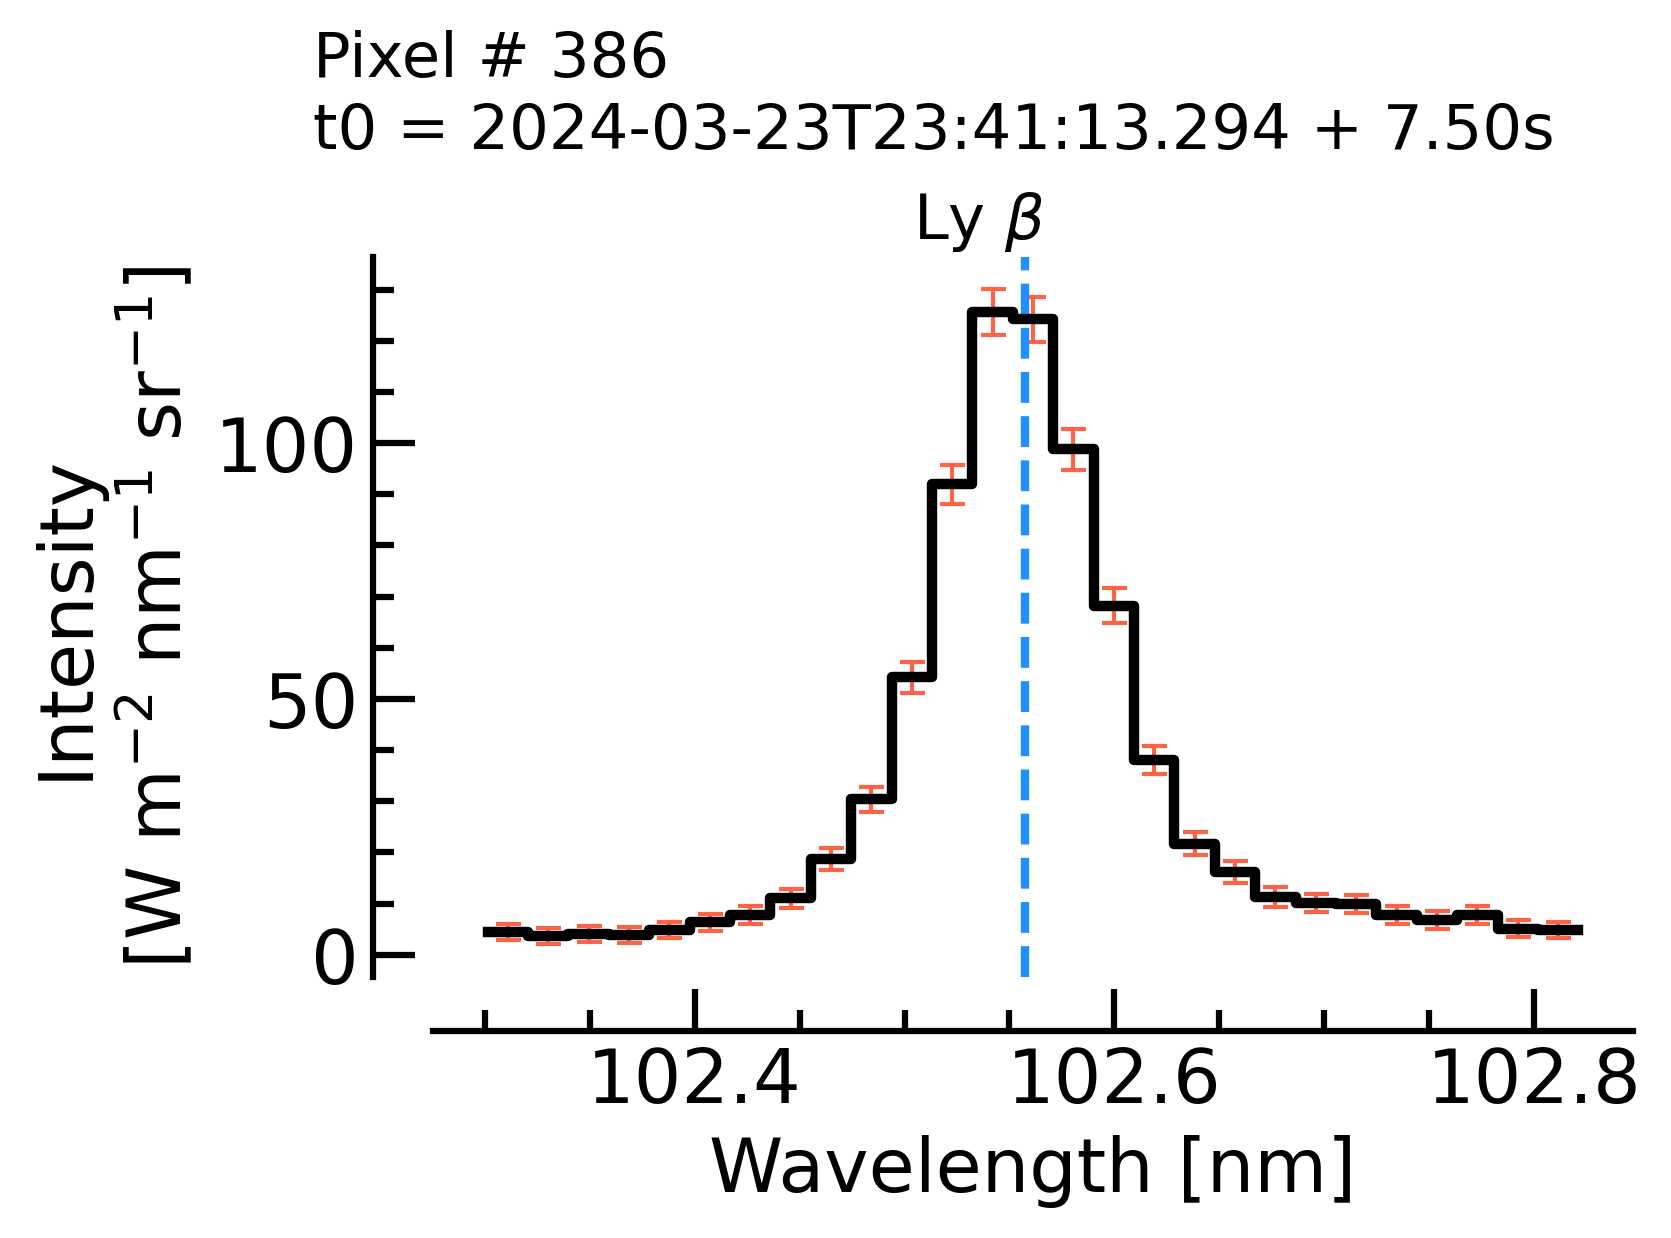 Pixel # 386
t0 = 2024-03-23T23:41:13.294 + 7.50s
Ly β
Intensity
[W m⁻² nm⁻¹ sr⁻¹]
100
50
0
102.4 102.6 102.8
Wavelength [nm]